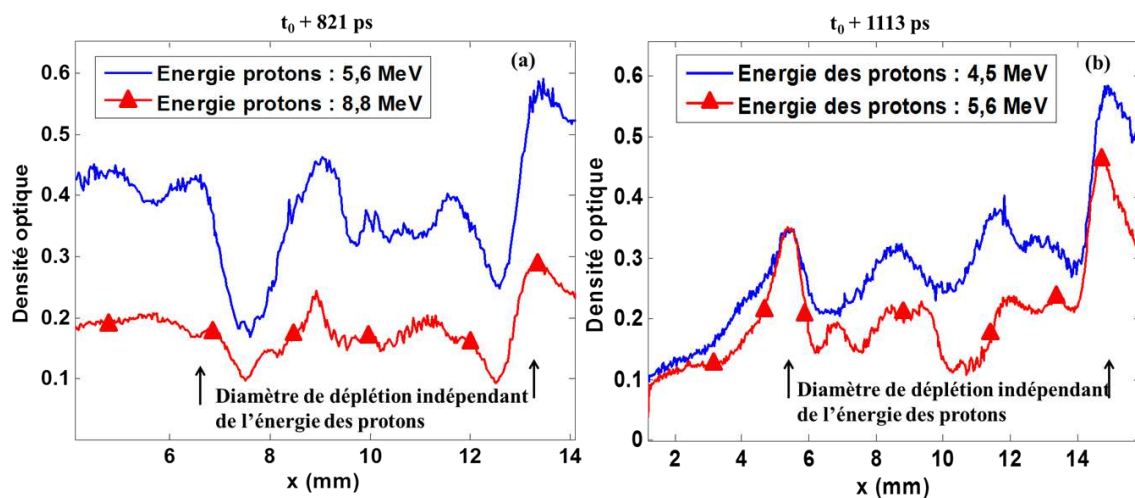 t₀ + 821 ps
(a)
Energie protons : 5,6 MeV
Energie protons : 8,8 MeV
Densité optique
0.6
0.5
0.4
0.3
0.2
0.1
0
Diamètre de déplétion indépendant
de l'énergie des protons
6 8 10 12 14
x (mm)
t₀ + 1113 ps
(b)
Energie des protons : 4,5 MeV
Energie des protons : 5,6 MeV
Densité optique
0.6
0.5
0.4
0.3
0.2
0.1
0
Diamètre de déplétion indépendant
de l'énergie des protons
2 4 6 8 10 12 14
x (mm)